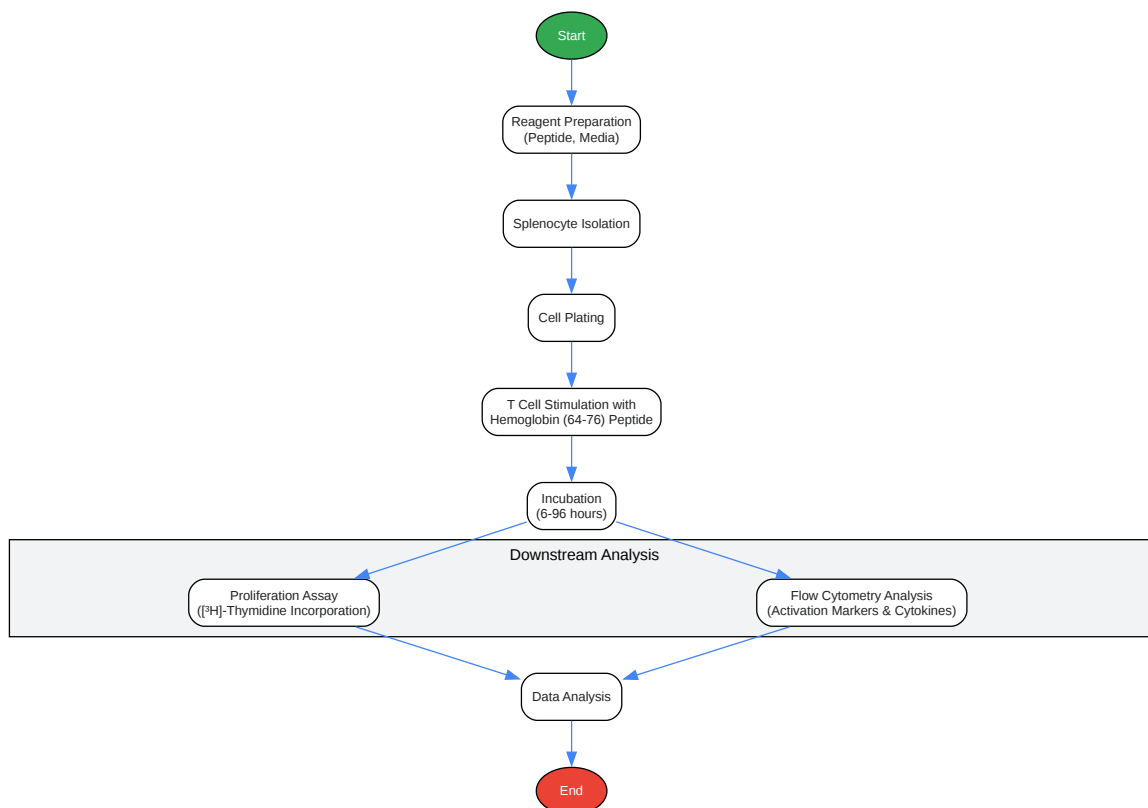 Start
Reagent Preparation
(Peptide, Media)
Splenocyte Isolation
Cell Plating
T Cell Stimulation with
Hemoglobin (64-76) Peptide
Incubation
(6-96 hours)
Downstream Analysis
Proliferation Assay
([³H]-Thymidine Incorporation)
Flow Cytometry Analysis
(Activation Markers & Cytokines)
Data Analysis
End